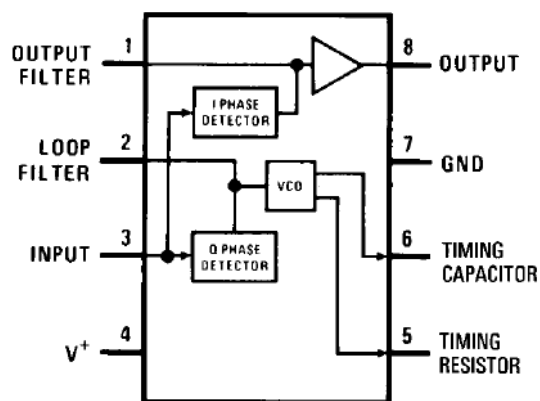 1
OUTPUT
FILTER
8
OUTPUT
I PHASE
DETECTOR
2
LOOP
FILTER
7
GND
VCO
3
INPUT
Q PHASE
DETECTOR
6
TIMING
CAPACITOR
4
V+
5
TIMING
RESISTOR